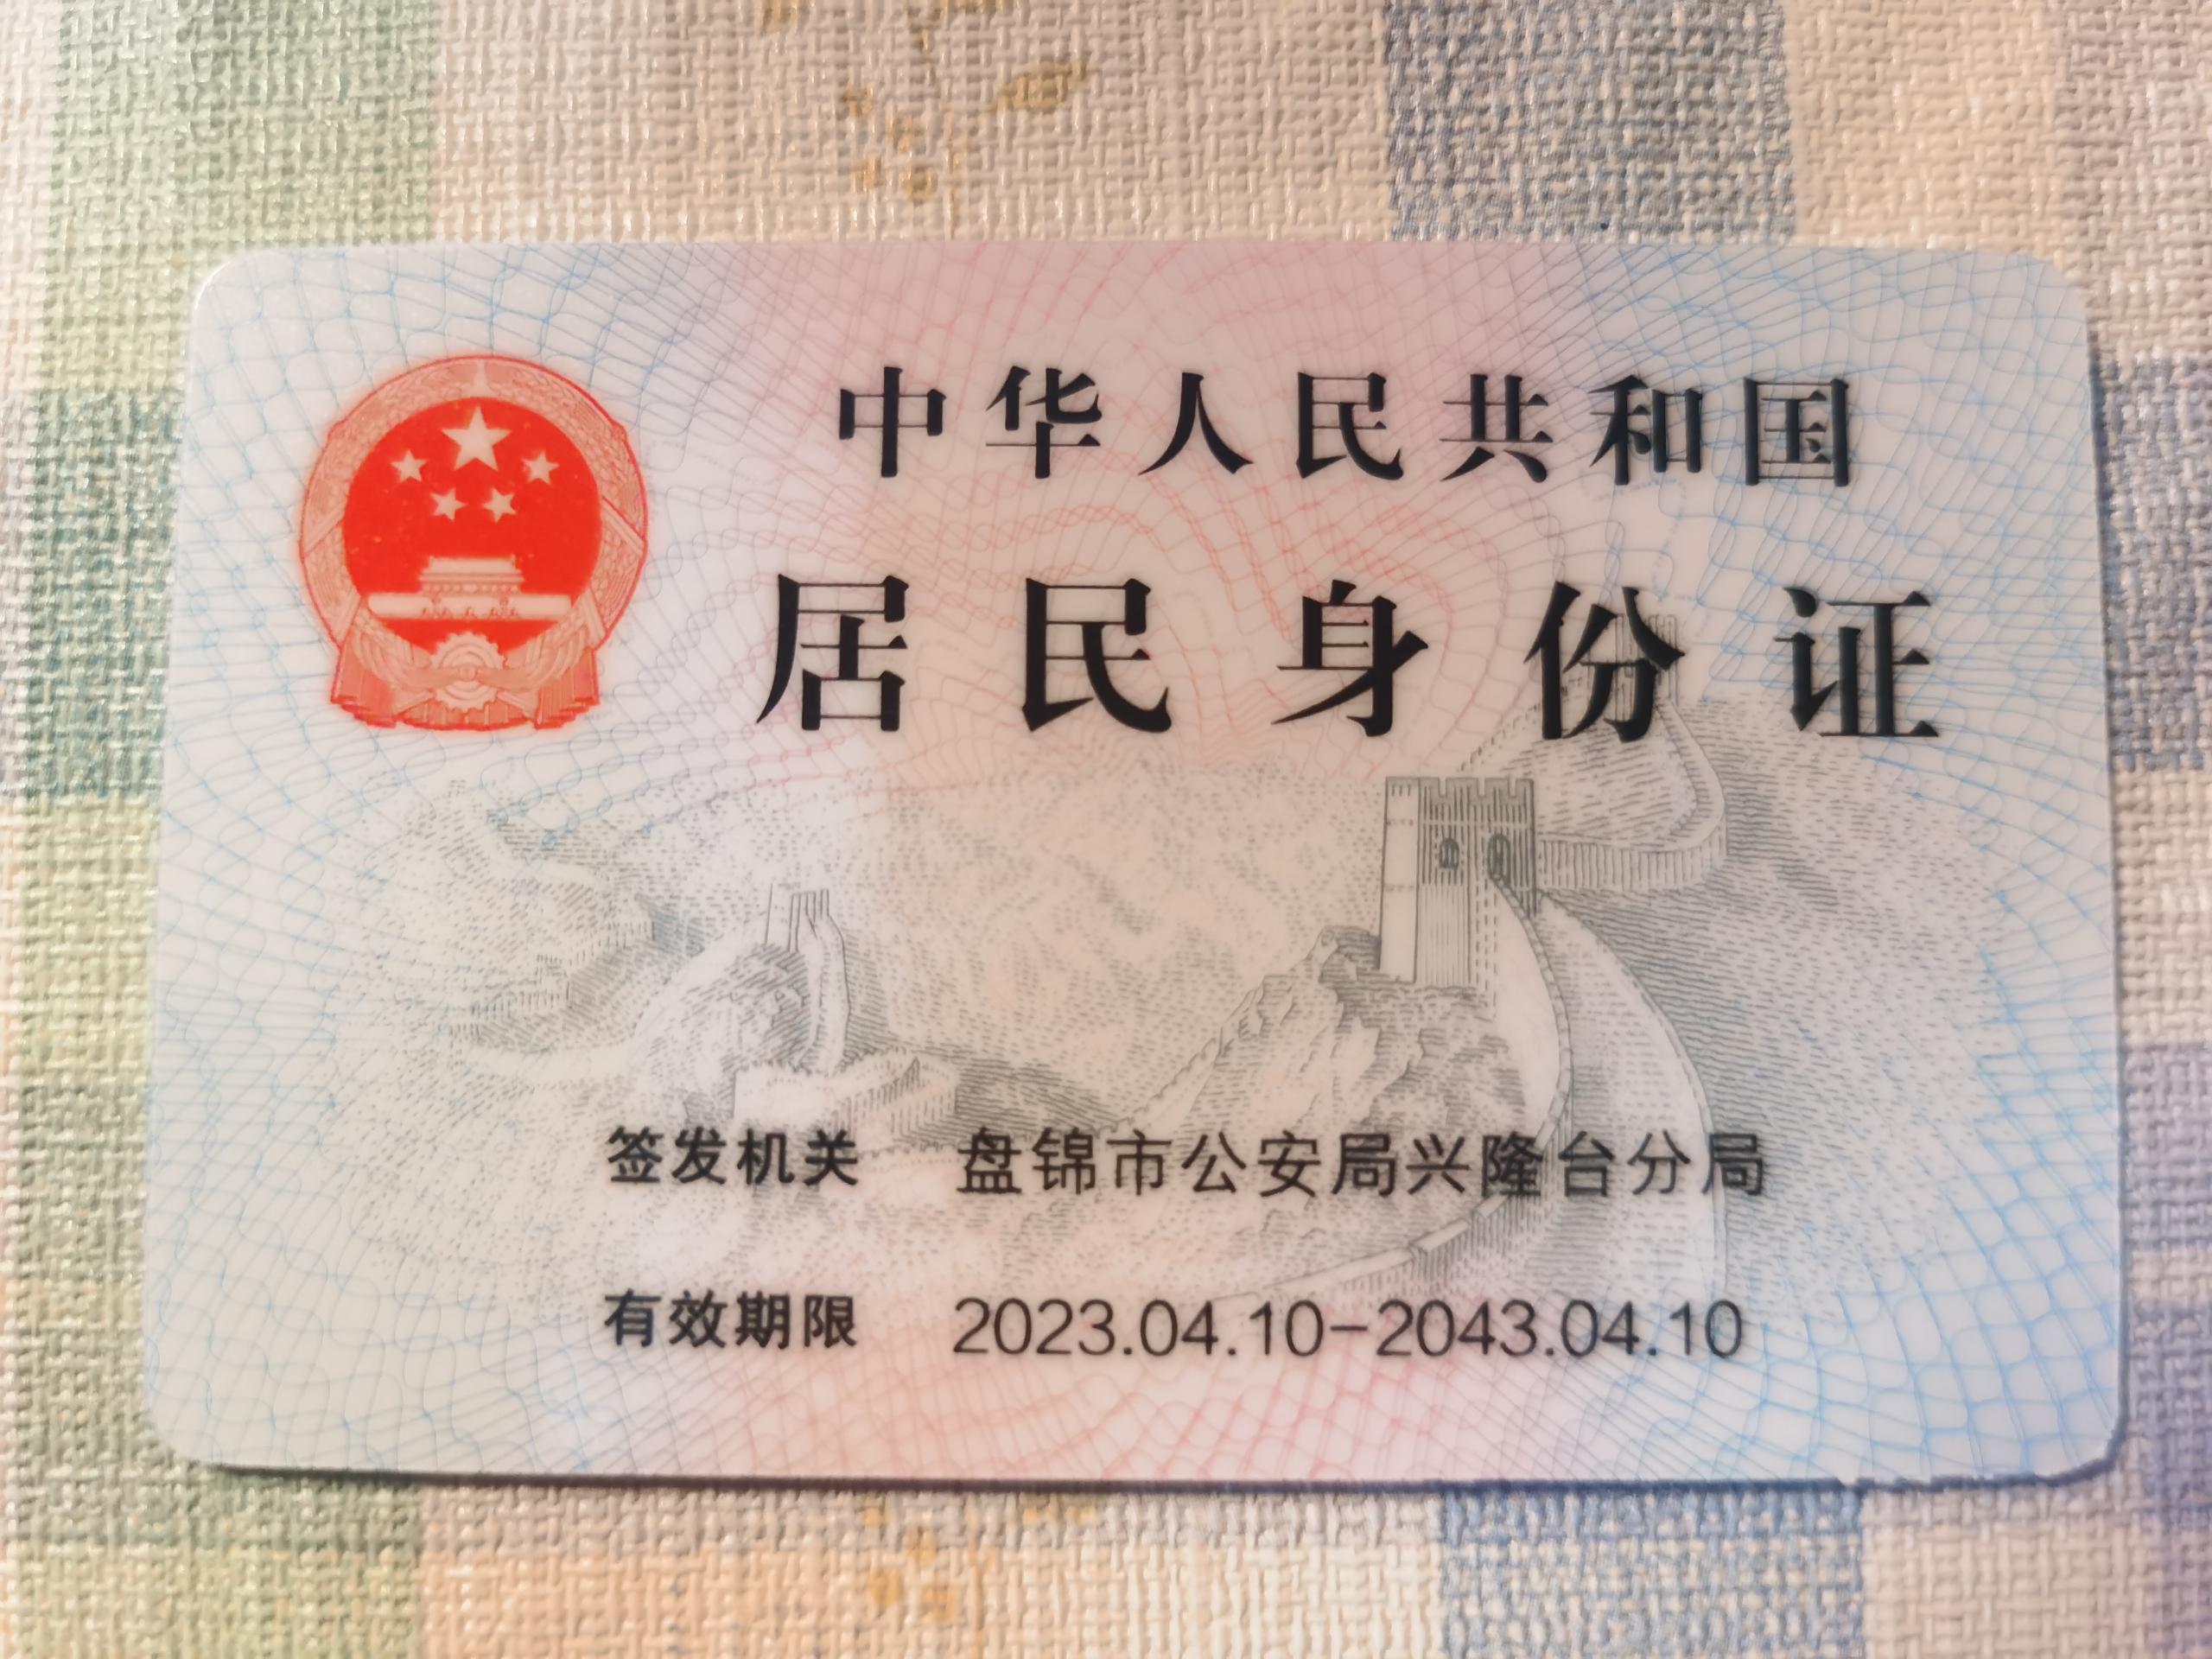 中华人民共和国
居民身份证
签发机关 盘锦市公安局兴隆台分局
有效期限 2023.04.10-2043.04.10